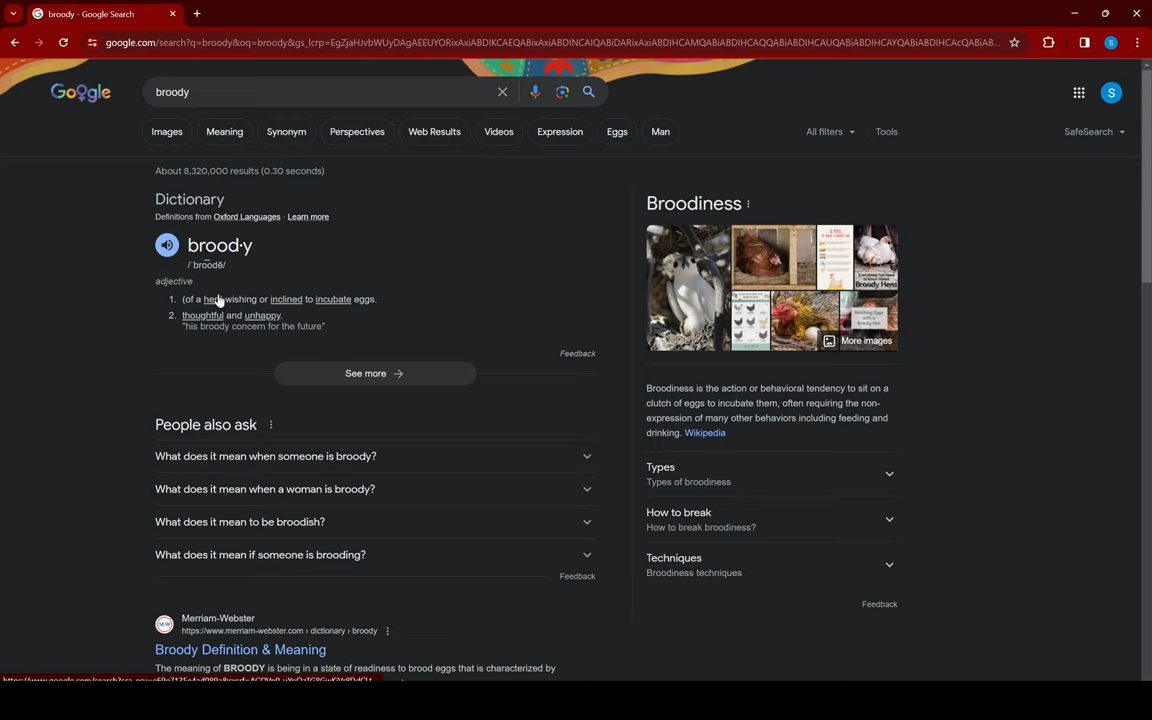 broody - Google Search
google.com/search?q=broody&oq=broody&gs_lcrp=EgZjaHJvbWUyDAgAEEUYORixAxiABDIKCAEQABixAxiABDINCAIQABiDARixAxiABDIHCAMQABiABDIHCAQQABiABDIHCAUQABiABDIHCAYQABiABDIHCAcQABiAB...
S
Google
broody
S
Images
Meaning
Synonym
Perspectives
Web Results
Videos
Expression
Eggs
Man
All filters
Tools
SafeSearch
About 8,320,000 results (0.30 seconds)
Dictionary
Definitions from Oxford Languages · Learn more
brood·y
/ˈbro͞odē/
adjective
1. (of a hen) wishing or inclined to incubate eggs.
2. thoughtful and unhappy.
"his broody concern for the future"
Feedback
See more →
People also ask
What does it mean when someone is broody?
What does it mean when a woman is broody?
What does it mean to be broodish?
What does it mean if someone is brooding?
Feedback
Merriam-Webster
https://www.merriam-webster.com › dictionary › broody
Broody Definition & Meaning
The meaning of BROODY is being in a state of readiness to brood eggs that is characterized by
Broodiness
Broody Hens
More images
Broodiness is the action or behavioral tendency to sit on a
clutch of eggs to incubate them, often requiring the non-
expression of many other behaviors including feeding and
drinking. Wikipedia
Types
Types of broodiness
How to break
How to break broodiness?
Techniques
Broodiness techniques
Feedback